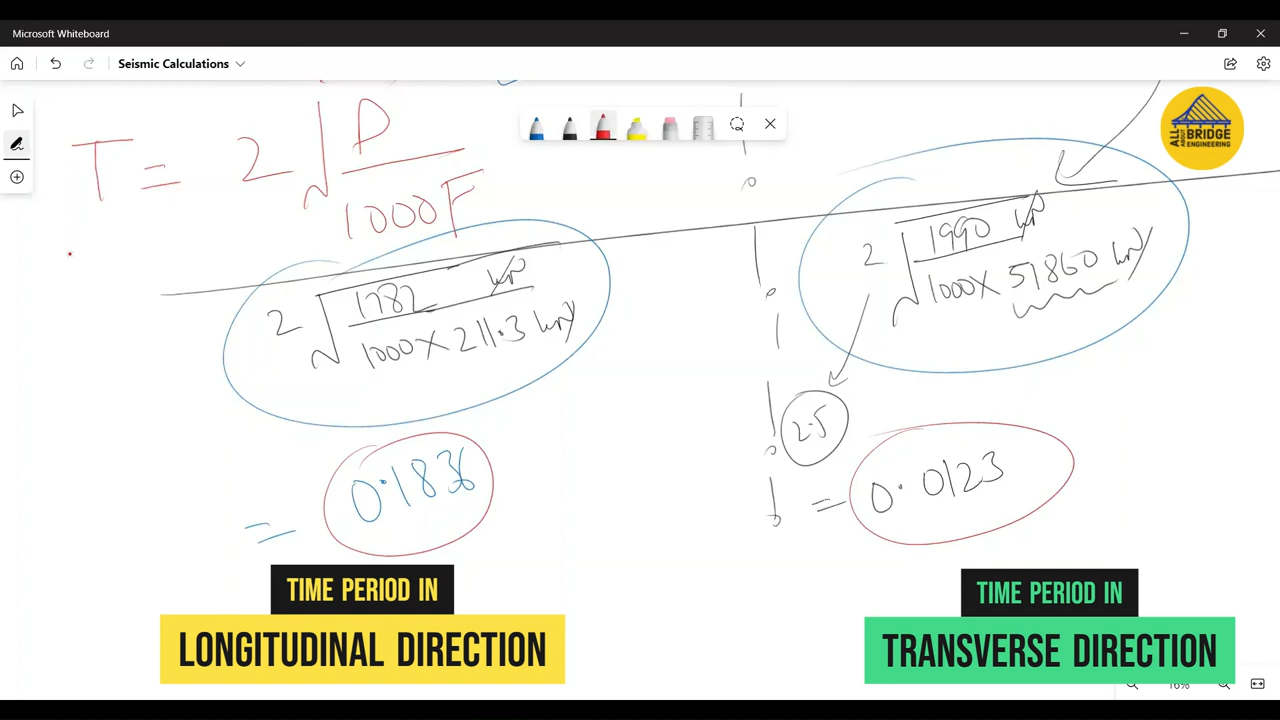 Microsoft Whiteboard
Seismic Calculations
ALL ABOUT BRIDGE ENGINEERING
T = 2 √ D / 1000F
2 √ 1782 kN / 1000 × 211.3 kN
= 0.1836
2 √ 1990 kN / 1000 × 51860 kN
2.5
= 0.0123
TIME PERIOD IN
LONGITUDINAL DIRECTION
TIME PERIOD IN
TRANSVERSE DIRECTION
16%